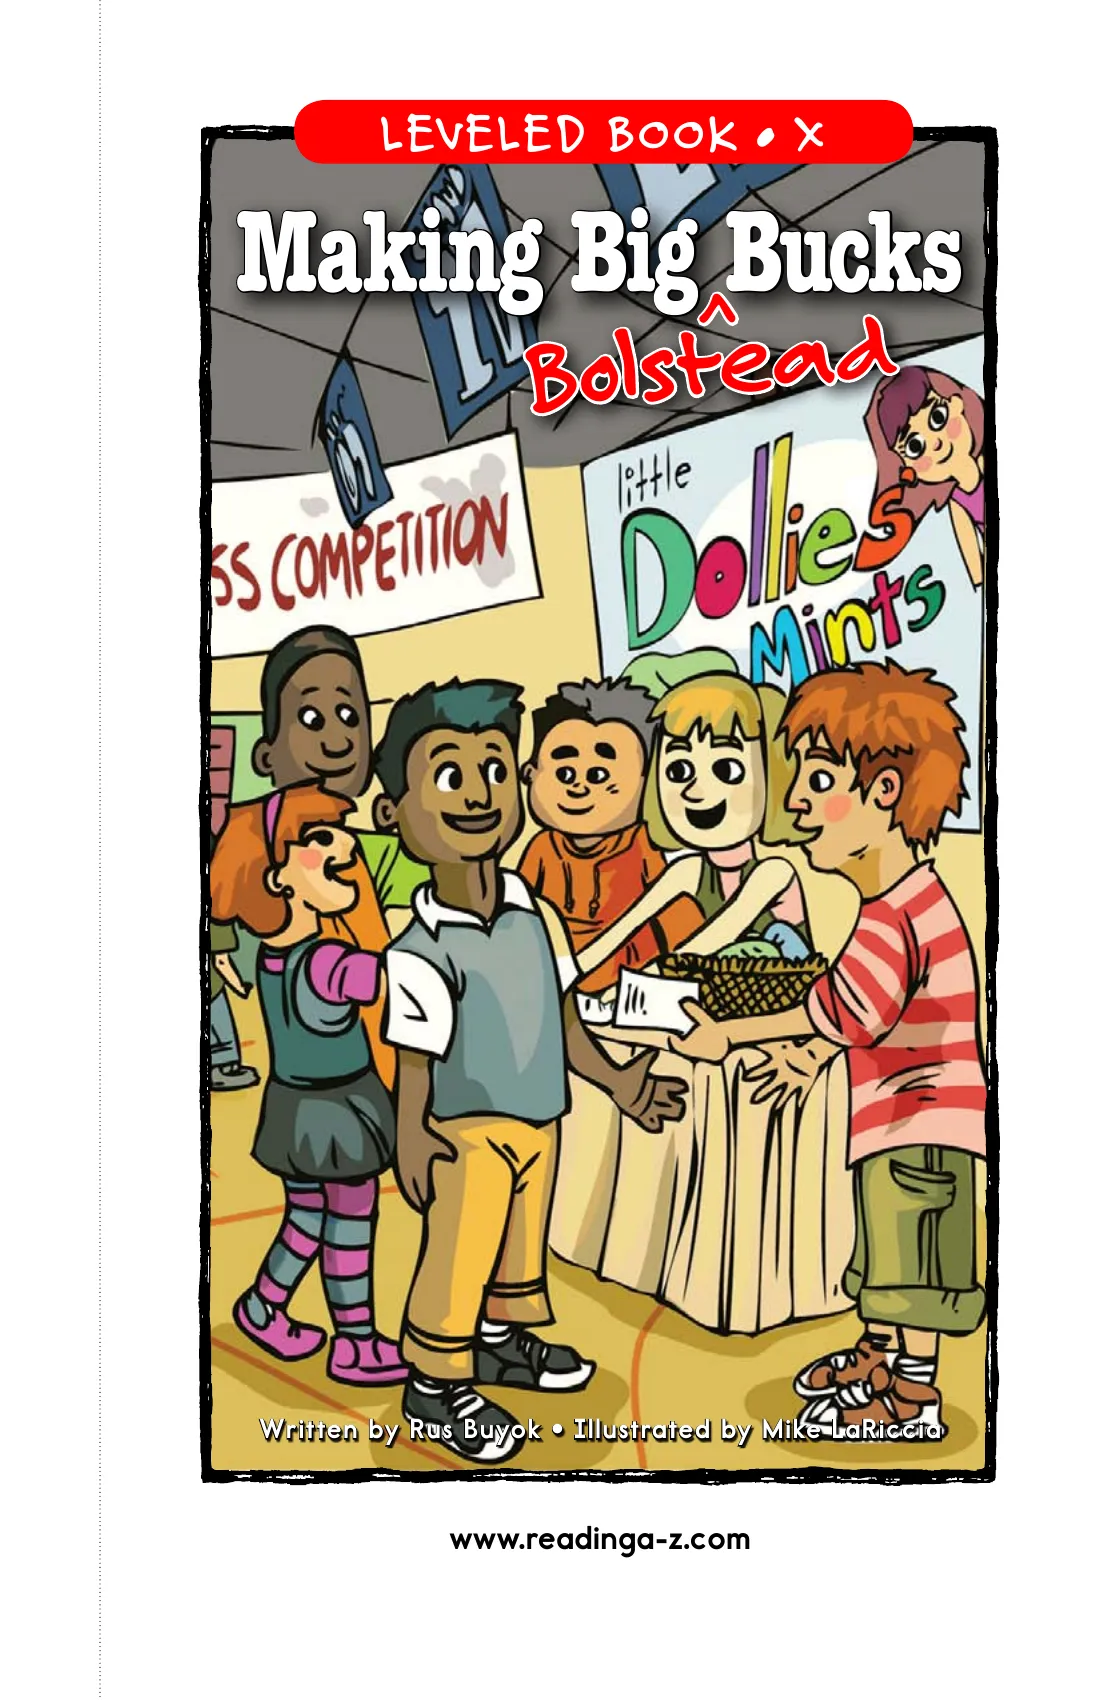 LEVELED BOOK • X
Making Big Bucks
^
Bolstead
little
Dollies'
Mints
SS COMPETITION
Written by Rus Buyok • Illustrated by Mike LaRiccia
www.readinga-z.com